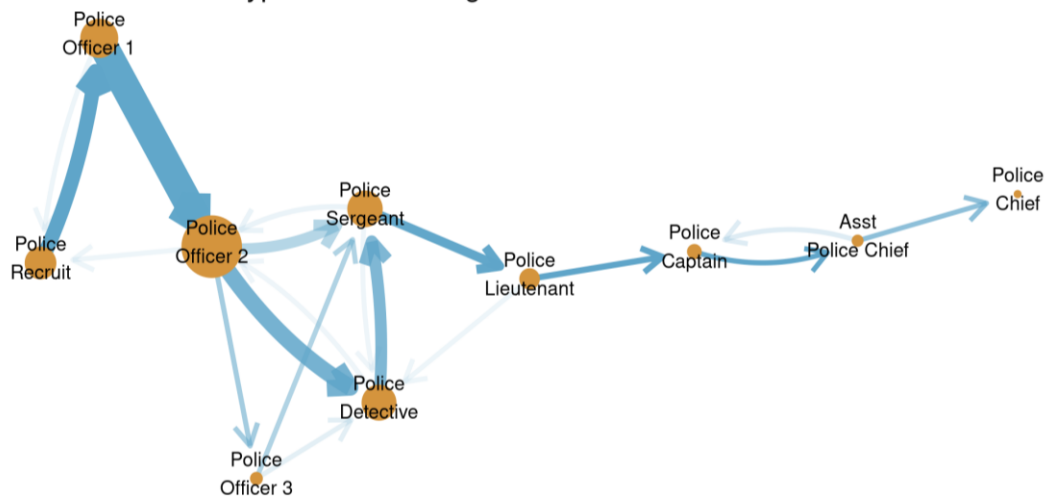 Police
Officer 1
Police
Recruit
Police
Officer 2
Police
Sergeant
Police
Detective
Police
Officer 3
Police
Lieutenant
Police
Captain
Asst
Police Chief
Police
Chief